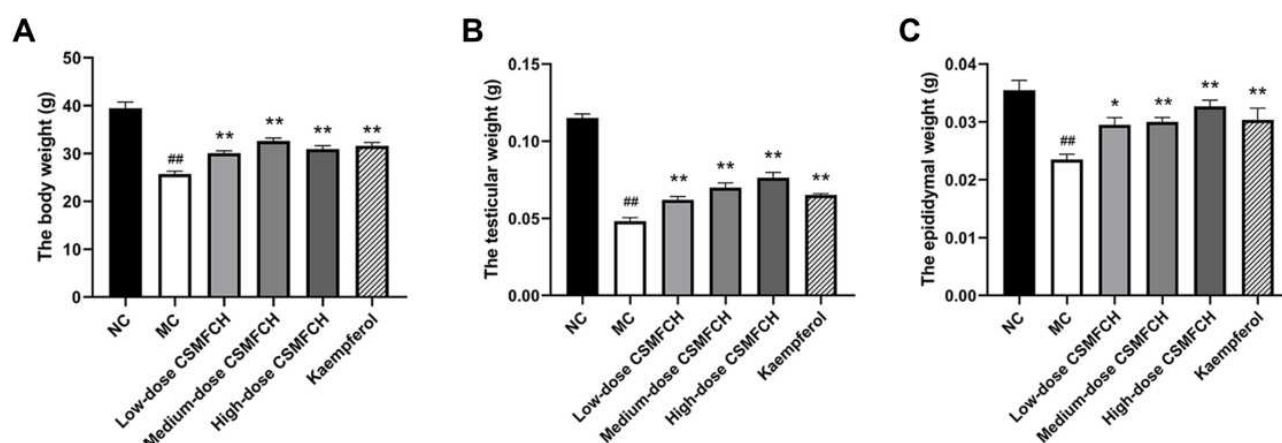 A
The body weight (g)
50
40
30
20
10
0
##
**
**
**
**
NC
MC
Low-dose CSMFCH
Medium-dose CSMFCH
High-dose CSMFCH
Kaempferol
B
The testicular weight (g)
0.15
0.10
0.05
0.00
##
**
**
**
**
NC
MC
Low-dose CSMFCH
Medium-dose CSMFCH
High-dose CSMFCH
Kaempferol
C
The epididymal weight (g)
0.04
0.03
0.02
0.01
0.00
##
*
**
**
**
NC
MC
Low-dose CSMFCH
Medium-dose CSMFCH
High-dose CSMFCH
Kaempferol